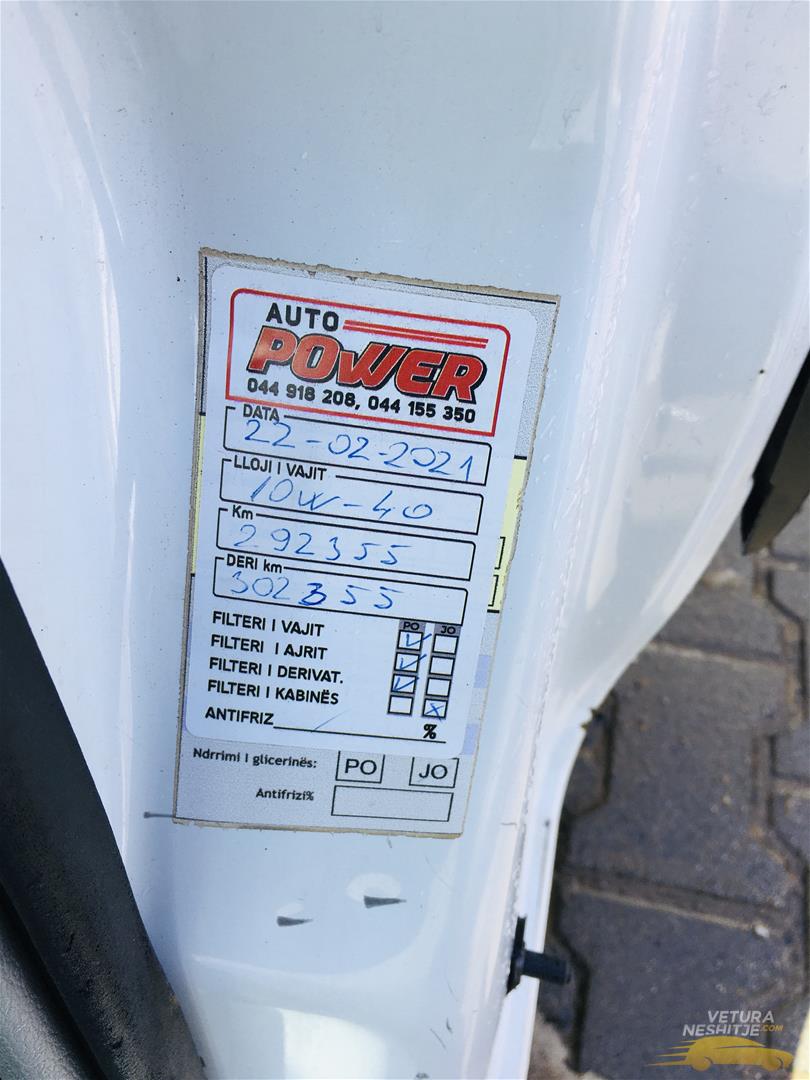 AUTO
POWER
044 918 208, 044 155 350
DATA
22-02-2021
LLOJI I VAJIT
10W-40
Km
292355
DERI km
302355
PO JO
FILTERI I VAJIT
FILTERI I AJRIT
FILTERI I DERIVAT.
FILTERI I KABINËS
ANTIFRIZ %
Ndrrimi i glicerinës: PO JO
Antifrizi%
VETURA
NESHITJE.COM